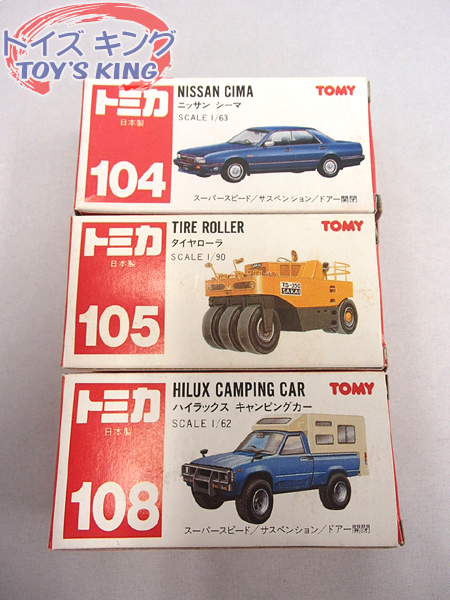 トイズ キング
TOY'S KING
トミカ
日本製
104
NISSAN CIMA
ニッサン シーマ
SCALE 1/63
TOMY
スーパースピード/サスペンション/ドアー開閉
トミカ
日本製
105
TIRE ROLLER
タイヤローラ
SCALE 1/90
TOMY
TS-350
SAKAI
トミカ
日本製
108
HILUX CAMPING CAR
ハイラックス キャンピングカー
SCALE 1/62
TOMY
スーパースピード/サスペンション/ドアー開閉